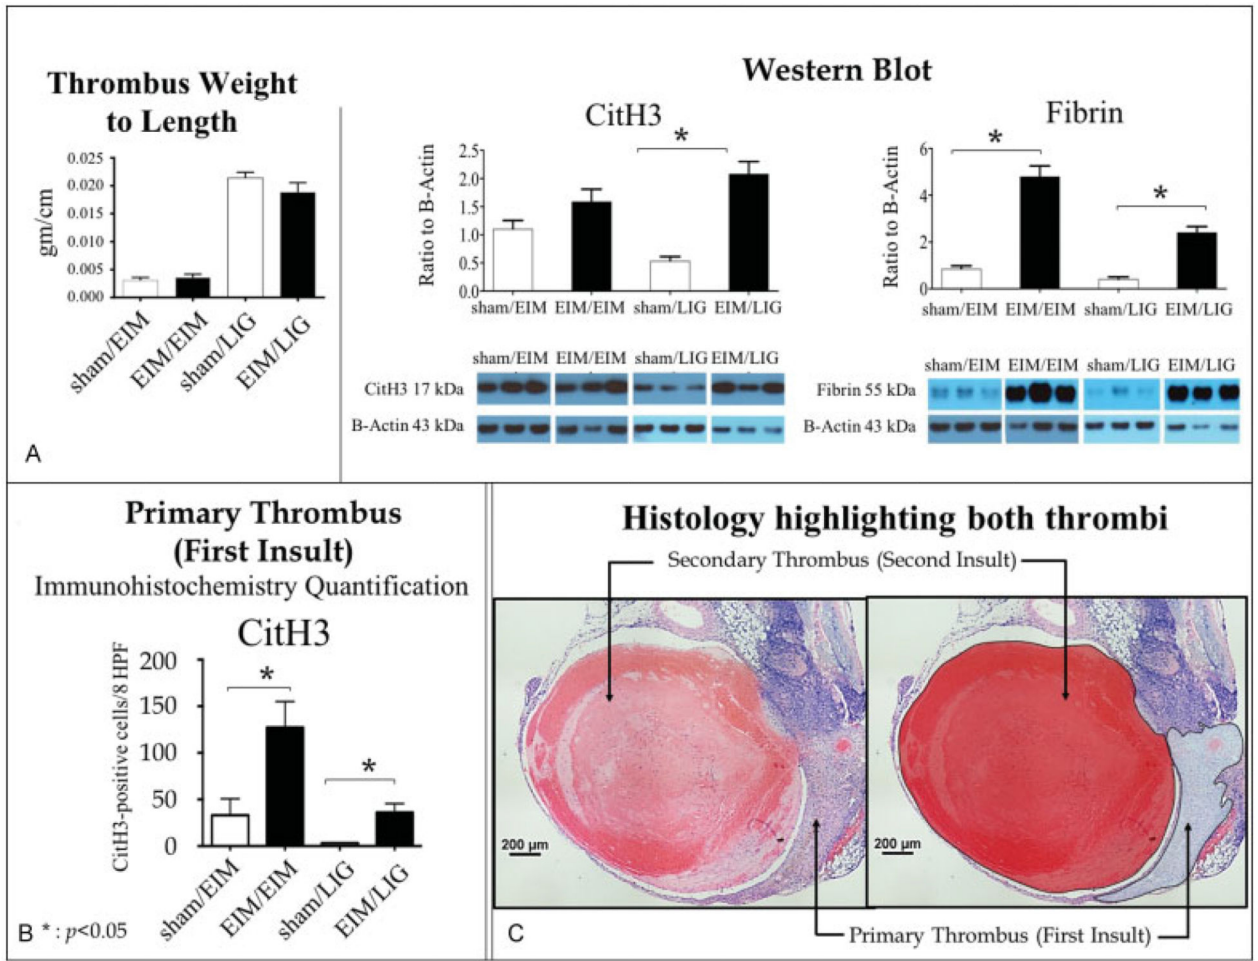 Thrombus Weight
to Length
gm/cm
0.025
0.020
0.015
0.010
0.005
0.000
sham/EIM
EIM/EIM
sham/LIG
EIM/LIG
A
Western Blot
CitH3
*
Ratio to B-Actin
2.5
2.0
1.5
1.0
0.5
0.0
sham/EIM EIM/EIM sham/LIG EIM/LIG
sham/EIM EIM/EIM sham/LIG EIM/LIG
CitH3 17 kDa
B-Actin 43 kDa
Fibrin
*
*
Ratio to B-Actin
6
4
2
0
sham/EIM EIM/EIM sham/LIG EIM/LIG
sham/EIM EIM/EIM sham/LIG EIM/LIG
Fibrin 55 kDa
B-Actin 43 kDa
Primary Thrombus
(First Insult)
Immunohistochemistry Quantification
CitH3
CitH3-positive cells/8 HPF
200
150
100
50
0
*
*
sham/EIM
EIM/EIM
sham/LIG
EIM/LIG
B * : p<0.05
Histology highlighting both thrombi
Secondary Thrombus (Second Insult)
200 µm
200 µm
Primary Thrombus (First Insult)
C